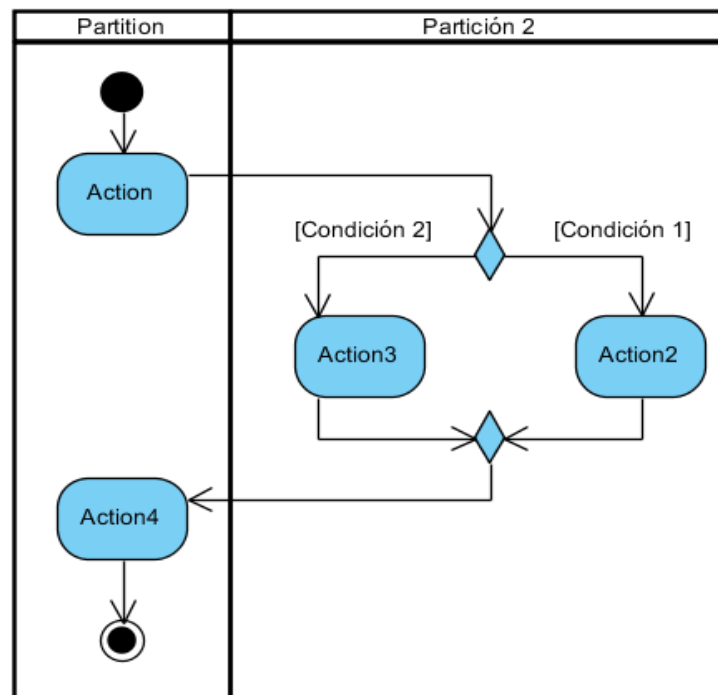 Partition
Partición 2
Action
[Condición 2]
[Condición 1]
Action3
Action2
Action4